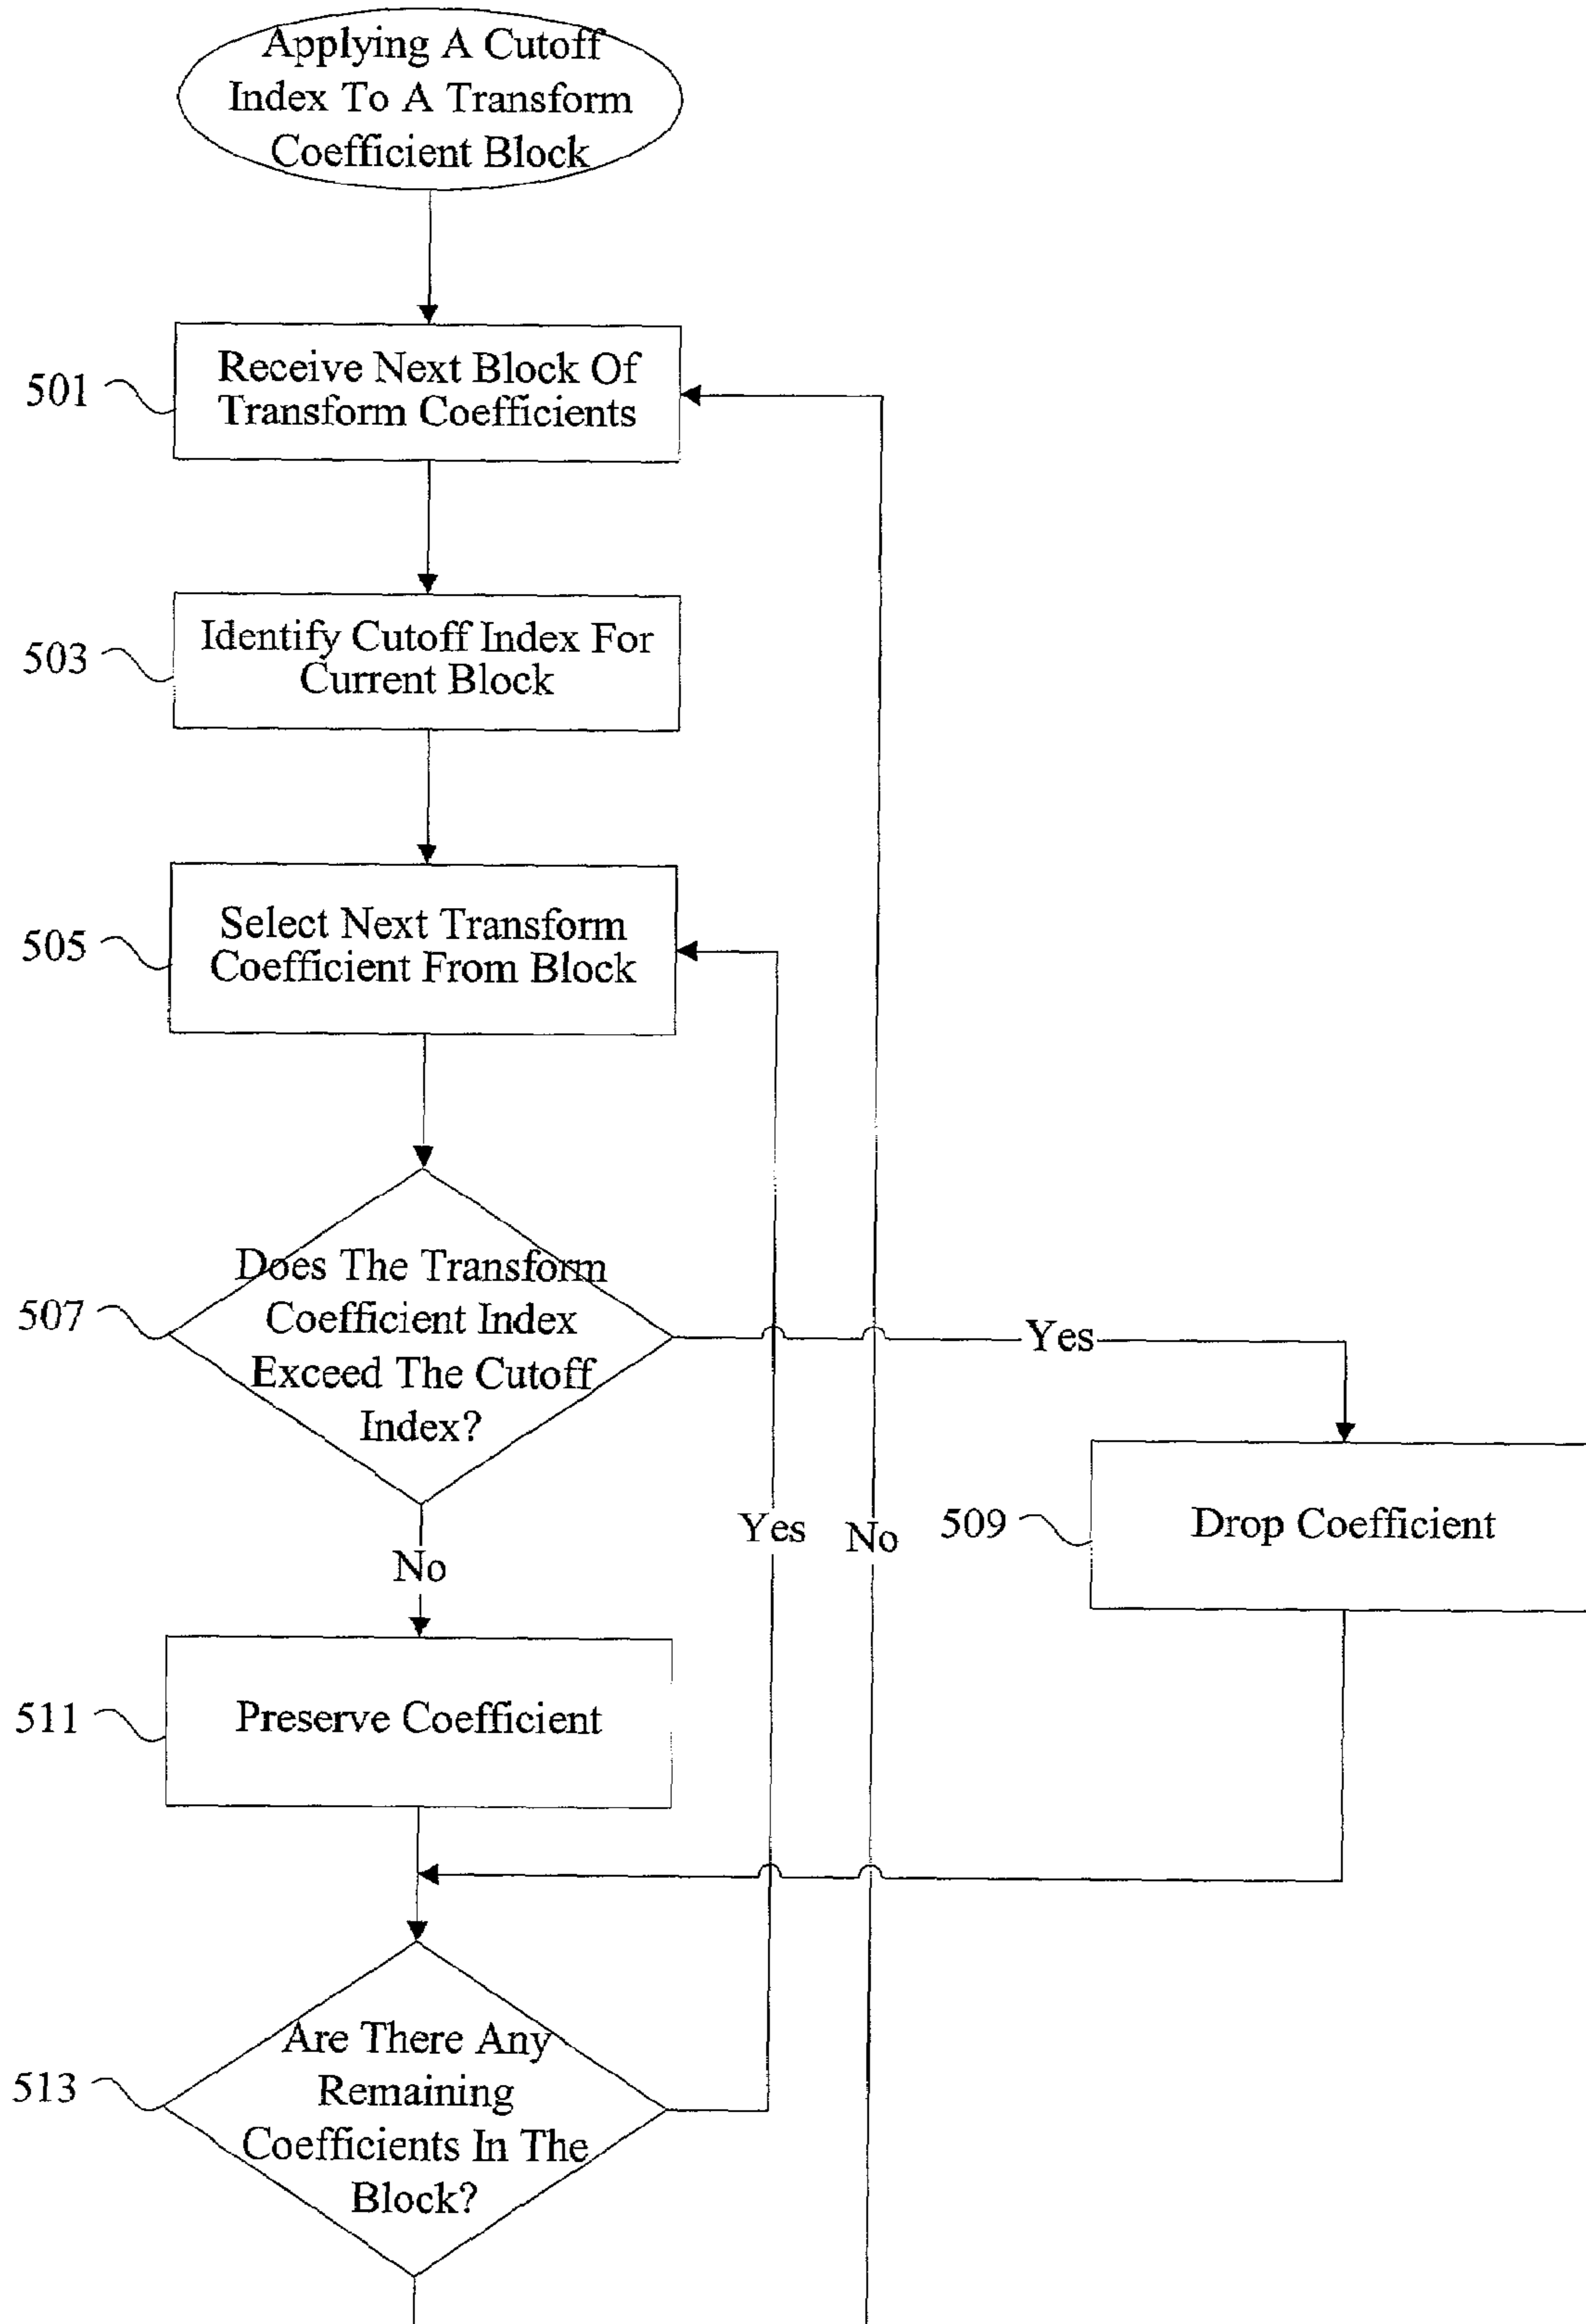 Applying A Cutoff
Index To A Transform
Coefficient Block
501
Receive Next Block Of
Transform Coefficients
503
Identify Cutoff Index For
Current Block
505
Select Next Transform
Coefficient From Block
507
Does The Transform
Coefficient Index
Exceed The Cutoff
Index?
Yes
No
Yes
No
509
Drop Coefficient
511
Preserve Coefficient
513
Are There Any
Remaining
Coefficients In The
Block?